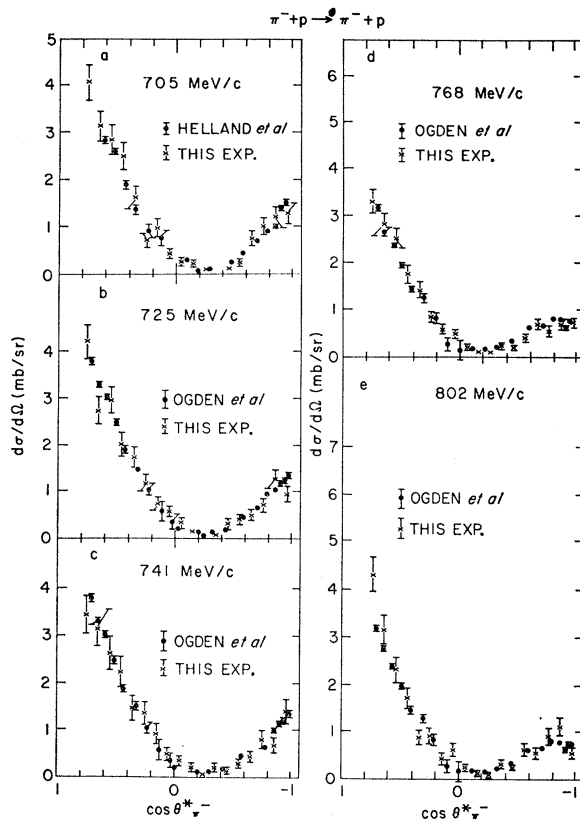 π⁻+p → π⁻+p
a
705 MeV/c
HELLAND et al
THIS EXP.
5
4
3
2
1
0
b
725 MeV/c
OGDEN et al
THIS EXP.
4
3
2
1
0
c
741 MeV/c
OGDEN et al
THIS EXP.
4
3
2
1
0
1
0
-1
cos θ*π⁻
dσ/dΩ (mb/sr)
d
768 MeV/c
OGDEN et al
THIS EXP.
6
5
4
3
2
1
0
e
802 MeV/c
OGDEN et al
THIS EXP.
7
6
5
4
3
2
1
0
1
0
-1
cos θ*π⁻
dσ/dΩ (mb/sr)